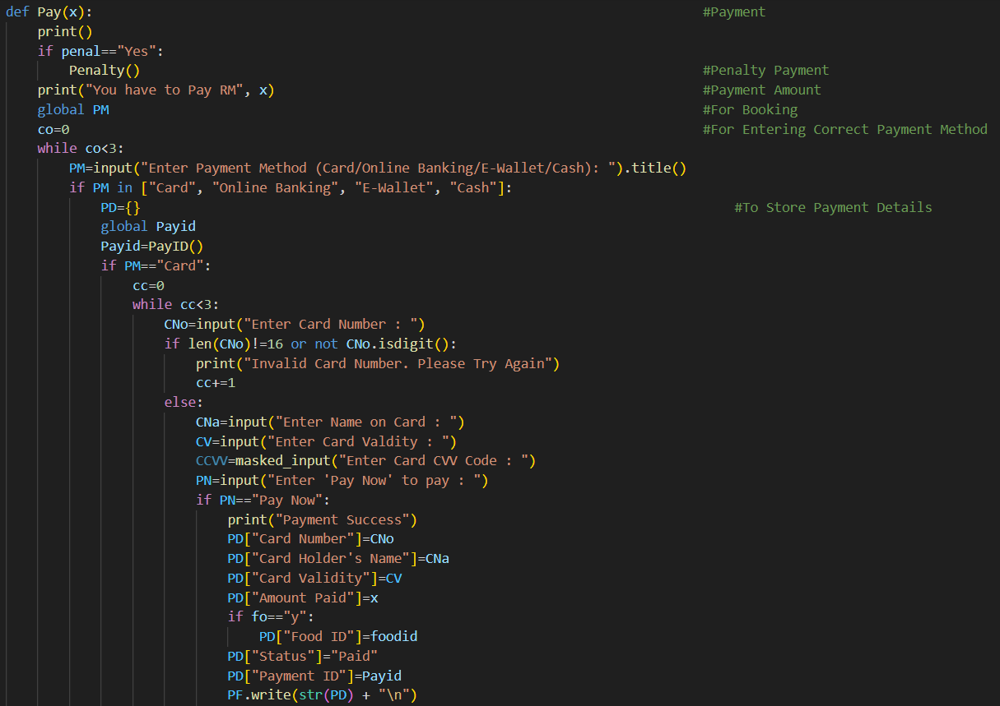 def Pay(x): #Payment
    print()
    if penal=="Yes":
        Penalty() #Penalty Payment
    print("You have to Pay RM", x) #Payment Amount
    global PM #For Booking
    co=0 #For Entering Correct Payment Method
    while co<3:
        PM=input("Enter Payment Method (Card/Online Banking/E-Wallet/Cash): ").title()
        if PM in ["Card", "Online Banking", "E-Wallet", "Cash"]:
            PD={} #To Store Payment Details
            global Payid
            Payid=PayID()
            if PM=="Card":
                cc=0
                while cc<3:
                    CNo=input("Enter Card Number : ")
                    if len(CNo)!=16 or not CNo.isdigit():
                        print("Invalid Card Number. Please Try Again")
                        cc+=1
                    else:
                        CNa=input("Enter Name on Card : ")
                        CV=input("Enter Card Valdity : ")
                        CCVV=masked_input("Enter Card CVV Code : ")
                        PN=input("Enter 'Pay Now' to pay : ")
                        if PN=="Pay Now":
                            print("Payment Success")
                            PD["Card Number"]=CNo
                            PD["Card Holder's Name"]=CNa
                            PD["Card Validity"]=CV
                            PD["Amount Paid"]=x
                            if fo=="y":
                                PD["Food ID"]=foodid
                            PD["Status"]="Paid"
                            PD["Payment ID"]=Payid
                            PF.write(str(PD) + "\n")